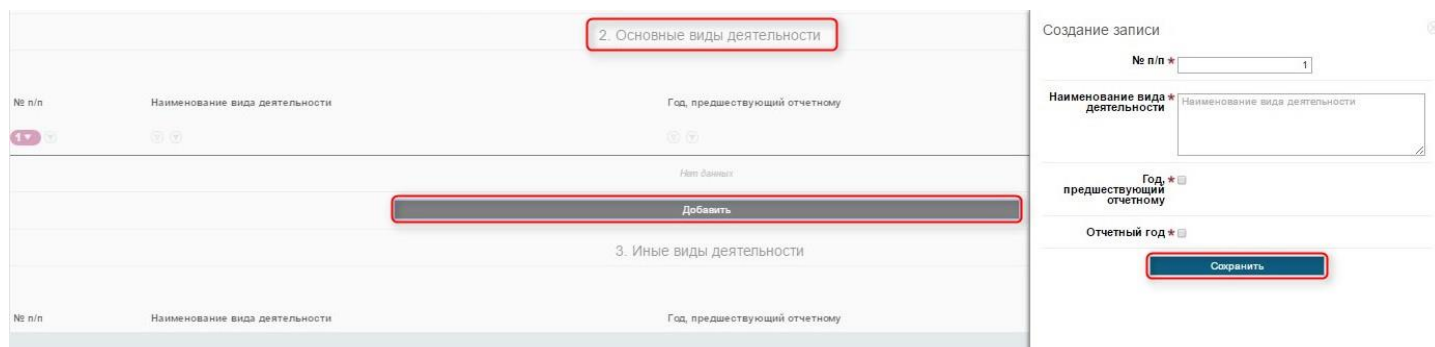 2. Основные виды деятельности
№ п/п Наименование вида деятельности Год, предшествующий отчетному
1
Нет данных
Добавить
3. Иные виды деятельности
№ п/п Наименование вида деятельности Год, предшествующий отчетному
Создание записи
№ п/п * 1
Наименование вида * Наименование вида деятельности
деятельности
Год, *
предшествующий
отчетному
Отчетный год *
Сохранить